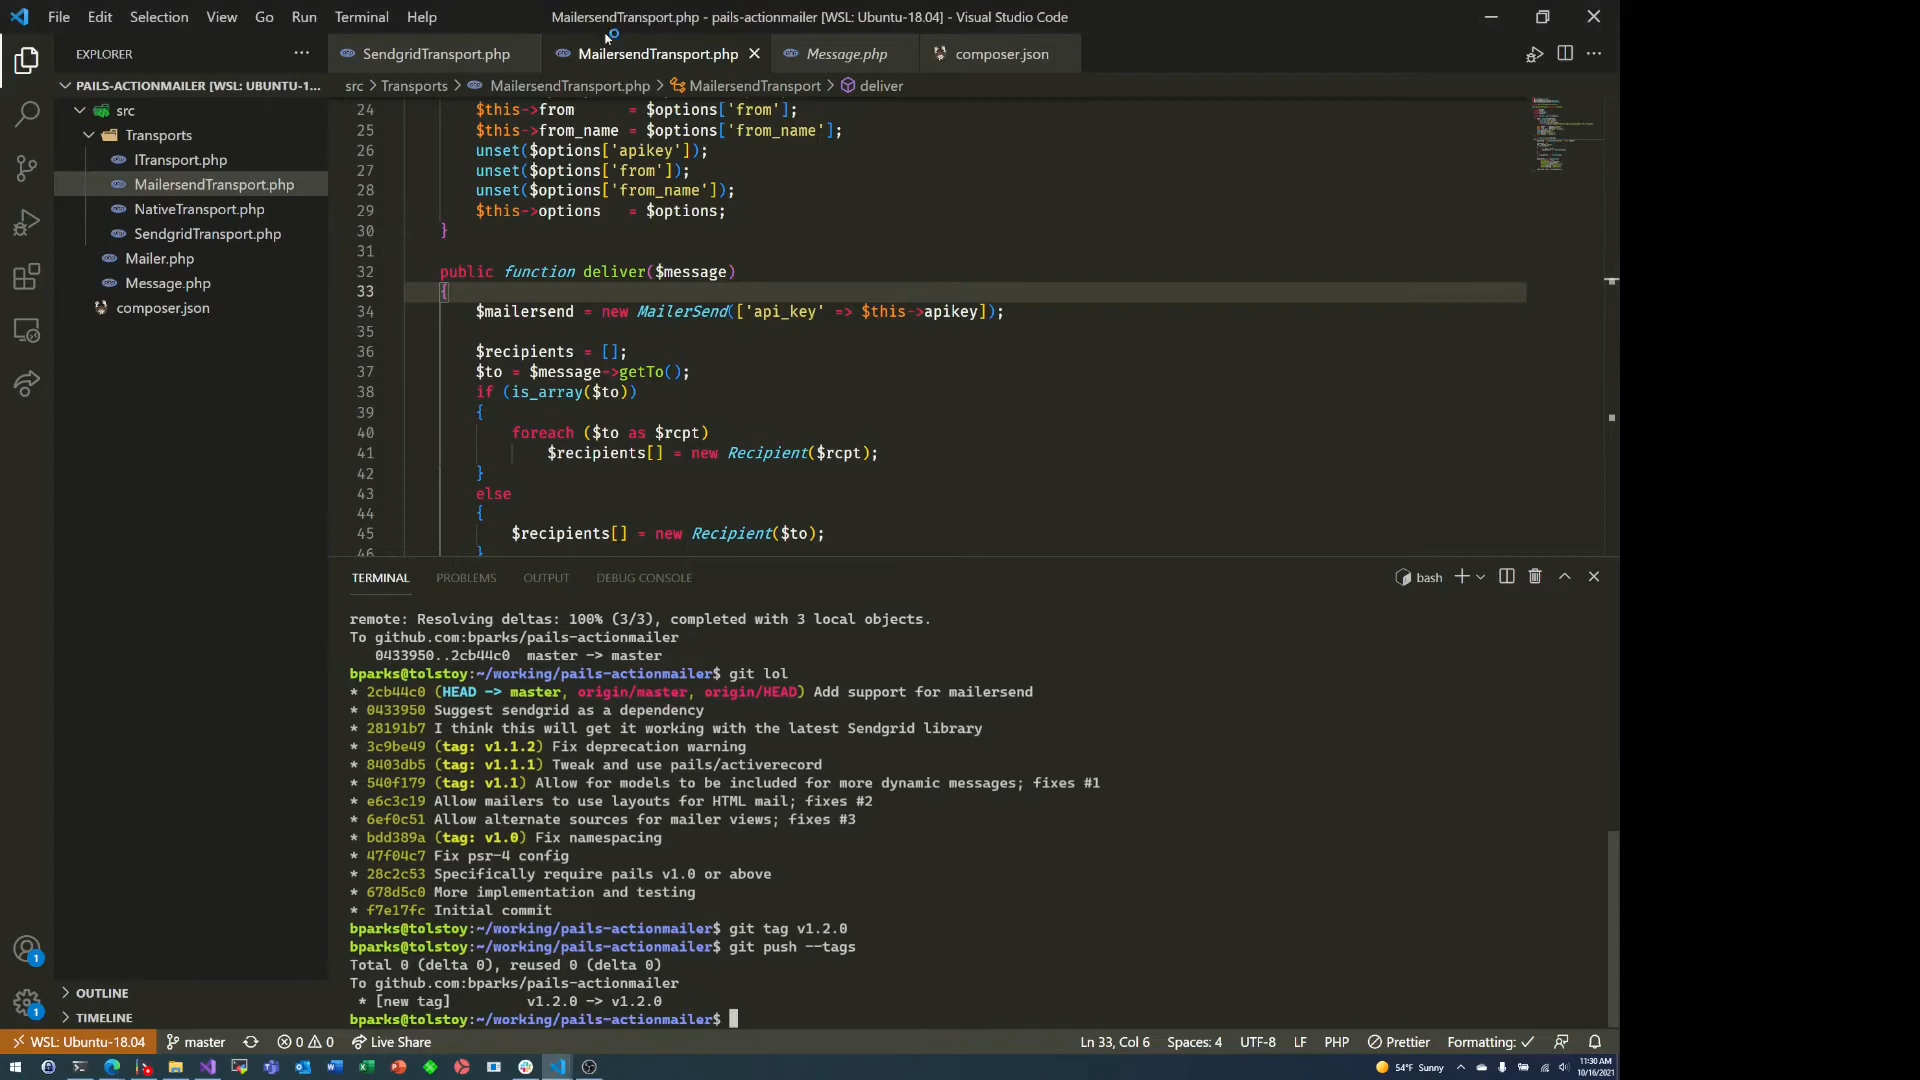 File Edit Selection View Go Run Terminal Help
MailersendTransport.php - pails-actionmailer [WSL: Ubuntu-18.04] - Visual Studio Code
EXPLORER
SendgridTransport.php
MailersendTransport.php
Message.php
composer.json
PAILS-ACTIONMAILER [WSL: UBUNTU-1...
src > Transports > MailersendTransport.php > MailersendTransport > deliver
src
Transports
ITransport.php
MailersendTransport.php
NativeTransport.php
SendgridTransport.php
Mailer.php
Message.php
composer.json
24 $this->from = $options['from'];
25 $this->from_name = $options['from_name'];
26 unset($options['apikey']);
27 unset($options['from']);
28 unset($options['from_name']);
29 $this->options = $options;
30 }
31
32 public function deliver($message)
33 {
34 $mailersend = new MailerSend(['api_key' => $this->apikey]);
35
36 $recipients = [];
37 $to = $message->getTo();
38 if (is_array($to))
39 {
40 foreach ($to as $rcpt)
41 $recipients[] = new Recipient($rcpt);
42 }
43 else
44 {
45 $recipients[] = new Recipient($to);
46 }
TERMINAL PROBLEMS OUTPUT DEBUG CONSOLE
bash
remote: Resolving deltas: 100% (3/3), completed with 3 local objects.
To github.com:bparks/pails-actionmailer
0433950..2cb44c0 master -> master
bparks@tolstoy:~/working/pails-actionmailer$ git lol
* 2cb44c0 (HEAD -> master, origin/master, origin/HEAD) Add support for mailersend
* 0433950 Suggest sendgrid as a dependency
* 28191b7 I think this will get it working with the latest Sendgrid library
* 3c9be49 (tag: v1.1.2) Fix deprecation warning
* 8403db5 (tag: v1.1.1) Tweak and use pails/activerecord
* 540f179 (tag: v1.1) Allow for models to be included for more dynamic messages; fixes #1
* e6c3c19 Allow mailers to use layouts for HTML mail; fixes #2
* 6ef0c51 Allow alternate sources for mailer views; fixes #3
* bdd389a (tag: v1.0) Fix namespacing
* 47f04c7 Fix psr-4 config
* 28c2c53 Specifically require pails v1.0 or above
* 678d5c0 More implementation and testing
* f7e17fc Initial commit
bparks@tolstoy:~/working/pails-actionmailer$ git tag v1.2.0
bparks@tolstoy:~/working/pails-actionmailer$ git push --tags
Total 0 (delta 0), reused 0 (delta 0)
To github.com:bparks/pails-actionmailer
* [new tag] v1.2.0 -> v1.2.0
bparks@tolstoy:~/working/pails-actionmailer$
OUTLINE
TIMELINE
1
1
WSL: Ubuntu-18.04 master 0 0 Live Share
Ln 33, Col 6 Spaces: 4 UTF-8 LF PHP Prettier Formatting:
54°F Sunny
11:30 AM
10/16/2021